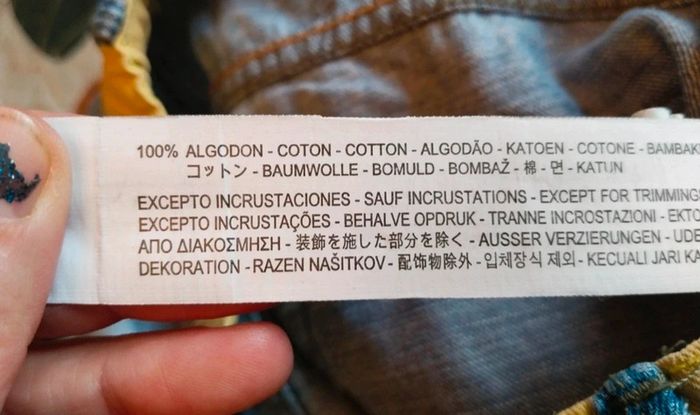 100% ALGODON - COTON - COTTON - ALGODÃO - KATOEN - COTONE - BAMBAK
コットン - BAUMWOLLE - BOMULD - BOMBAŽ - 棉 - 면 - KATUN
EXCEPTO INCRUSTACIONES - SAUF INCRUSTATIONS - EXCEPT FOR TRIMMING
EXCEPTO INCRUSTAÇÕES - BEHALVE OPDRUK - TRANNE INCROSTAZIONI - EKTO
ΑΠΟ ΔΙΑΚΟΣΜΗΣΗ - 装飾を施した部分を除く - AUSSER VERZIERUNGEN - UDE
DEKORATION - RAZEN NAŠITKOV - 配饰物除外 - 입체장식 제외 - KECUALI JARI KA